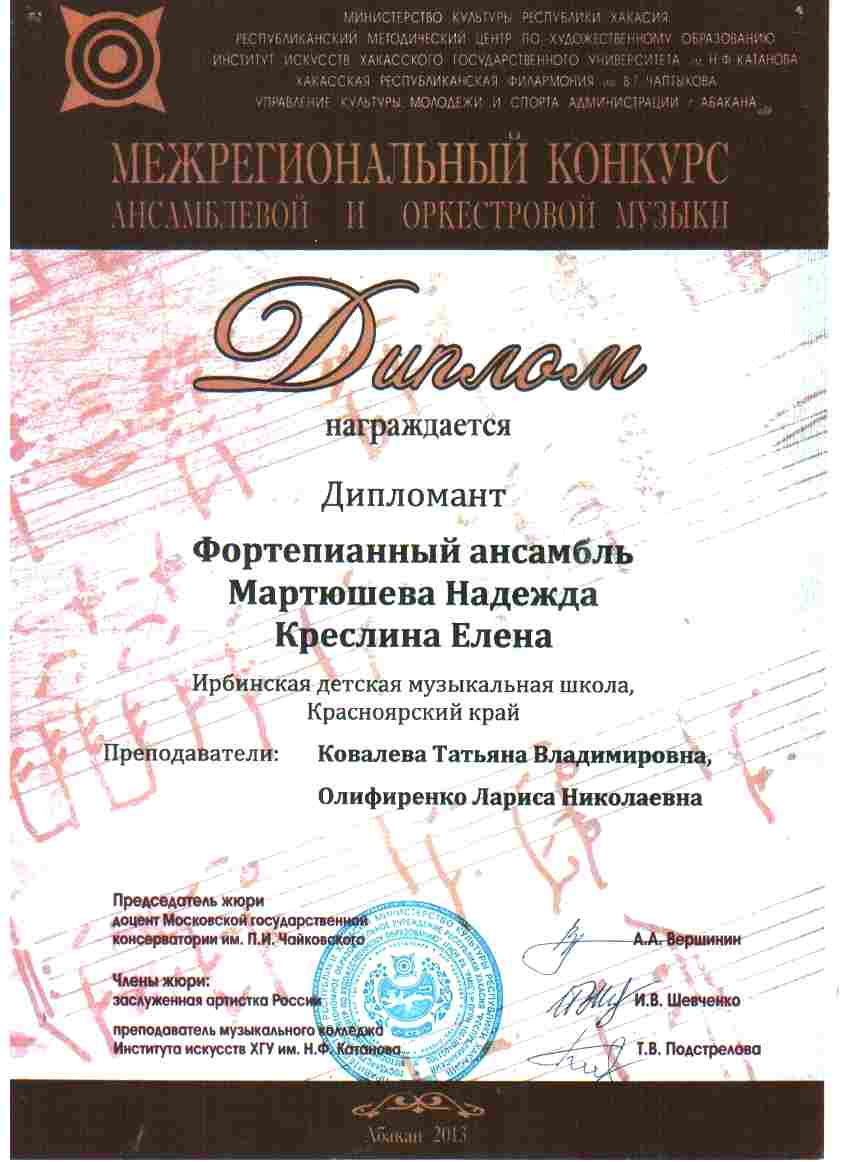 МИНИСТЕРСТВО КУЛЬТУРЫ РЕСПУБЛИКИ ХАКАСИЯ
РЕСПУБЛИКАНСКИЙ МЕТОДИЧЕСКИЙ ЦЕНТР ПО ХУДОЖЕСТВЕННОМУ ОБРАЗОВАНИЮ
ИНСТИТУТ ИСКУССТВ ХАКАССКОГО ГОСУДАРСТВЕННОГО УНИВЕРСИТЕТА им. Н.Ф. КАТАНОВА
ХАКАССКАЯ РЕСПУБЛИКАНСКАЯ ФИЛАРМОНИЯ им. В.Г. ЧАПТЫКОВА
УПРАВЛЕНИЕ КУЛЬТУРЫ, МОЛОДЕЖИ И СПОРТА АДМИНИСТРАЦИИ г. АБАКАНА
МЕЖРЕГИОНАЛЬНЫЙ КОНКУРС
АНСАМБЛЕВОЙ И ОРКЕСТРОВОЙ МУЗЫКИ
Диплом
награждается
Дипломант
Фортепианный ансамбль
Мартюшева Надежда
Креслина Елена
Ирбинская детская музыкальная школа,
Красноярский край
Преподаватели: Ковалева Татьяна Владимировна,
Олифиренко Лариса Николаевна
Председатель жюри
доцент Московской государственной
консерватории им. П.И. Чайковского А.А. Вершинин
Члены жюри:
заслуженная артистка России И.В. Шевченко
преподаватель музыкального колледжа
Института искусств ХГУ им. Н.Ф. Катанова Т.В. Подстрелова
Абакан 2013